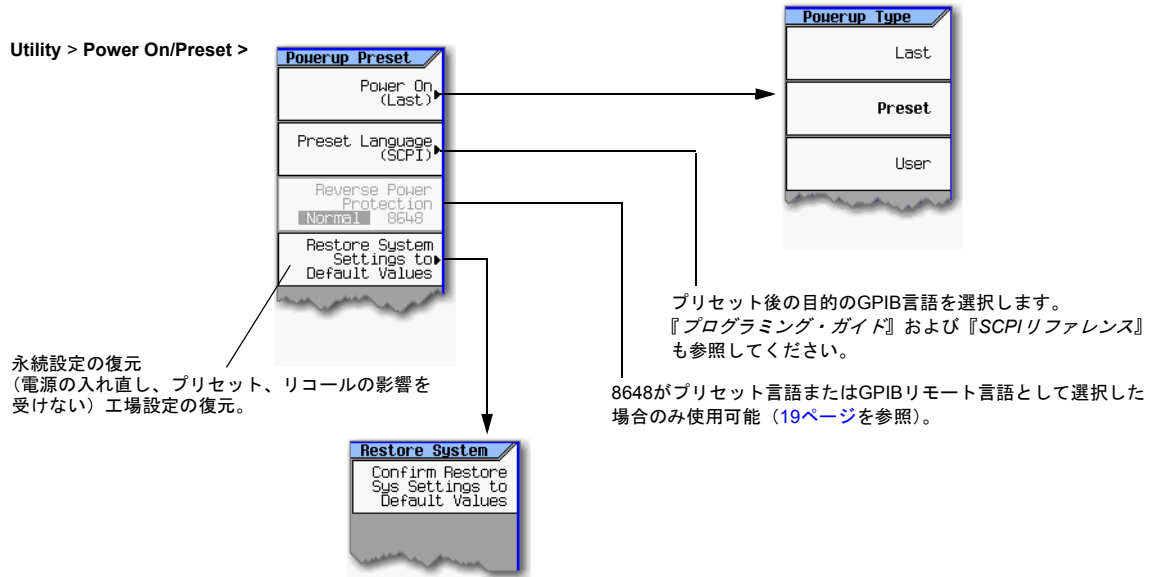 Utility > Power On/Preset >
Powerup Preset
Power On
(Last)
Preset Language
(SCPI)
Reverse Power
Protection
Normal 8648
Restore System
Settings to
Default Values
Powerup Type
Last
Preset
User
プリセット後の目的のGPIB言語を選択します。
『プログラミング・ガイド』および『SCPIリファレンス』
も参照してください。
8648がプリセット言語またはGPIBリモート言語として選択した
場合のみ使用可能（19ページを参照）。
永続設定の復元
（電源の入れ直し、プリセット、リコールの影響を
受けない）工場設定の復元。
Restore System
Confirm Restore
Sys Settings to
Default Values